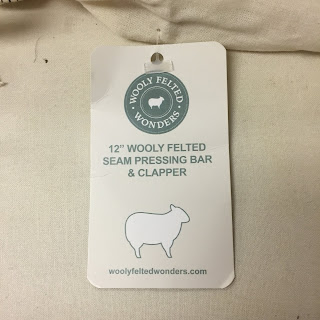 WOOLY FELTED
WONDERS
12" WOOLY FELTED
SEAM PRESSING BAR
& CLAPPER
woolyfeltedwonders.com